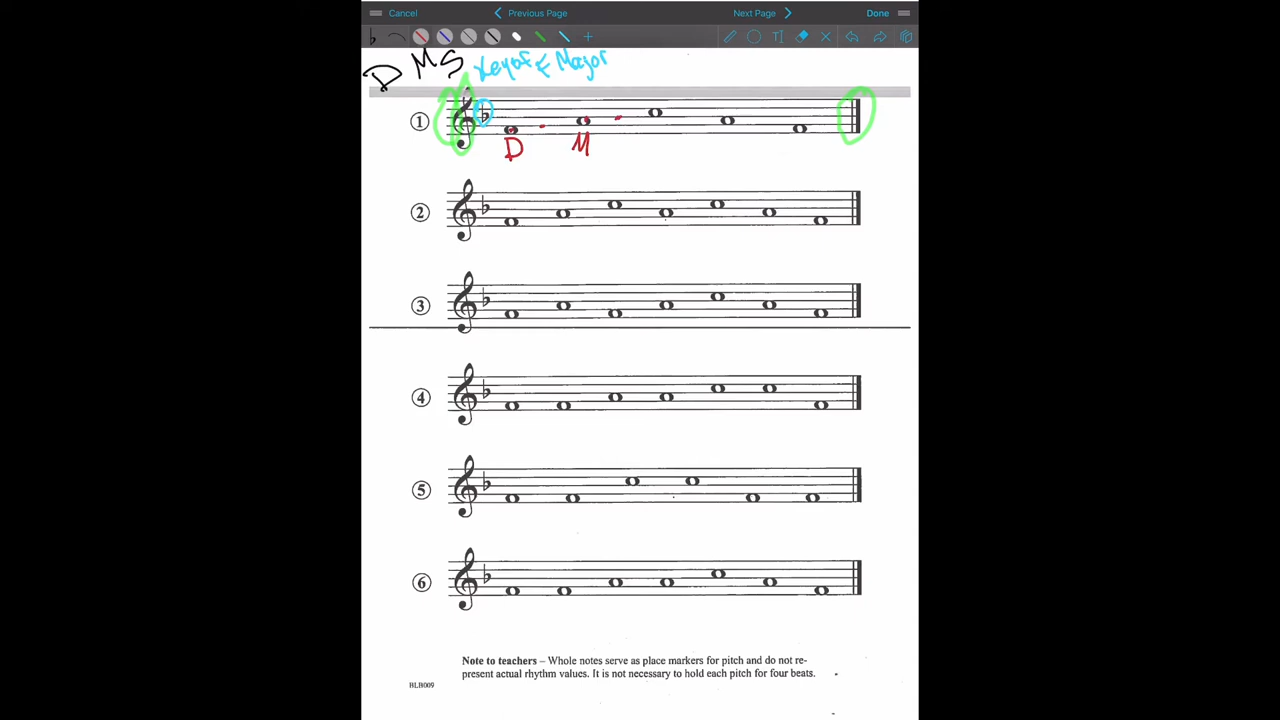 Cancel Previous Page Next Page Done
D M S Key of F Major
1
D M
2
3
4
5
6
Note to teachers – Whole notes serve as place markers for pitch and do not re-
present actual rhythm values. It is not necessary to hold each pitch for four beats.
BLB009